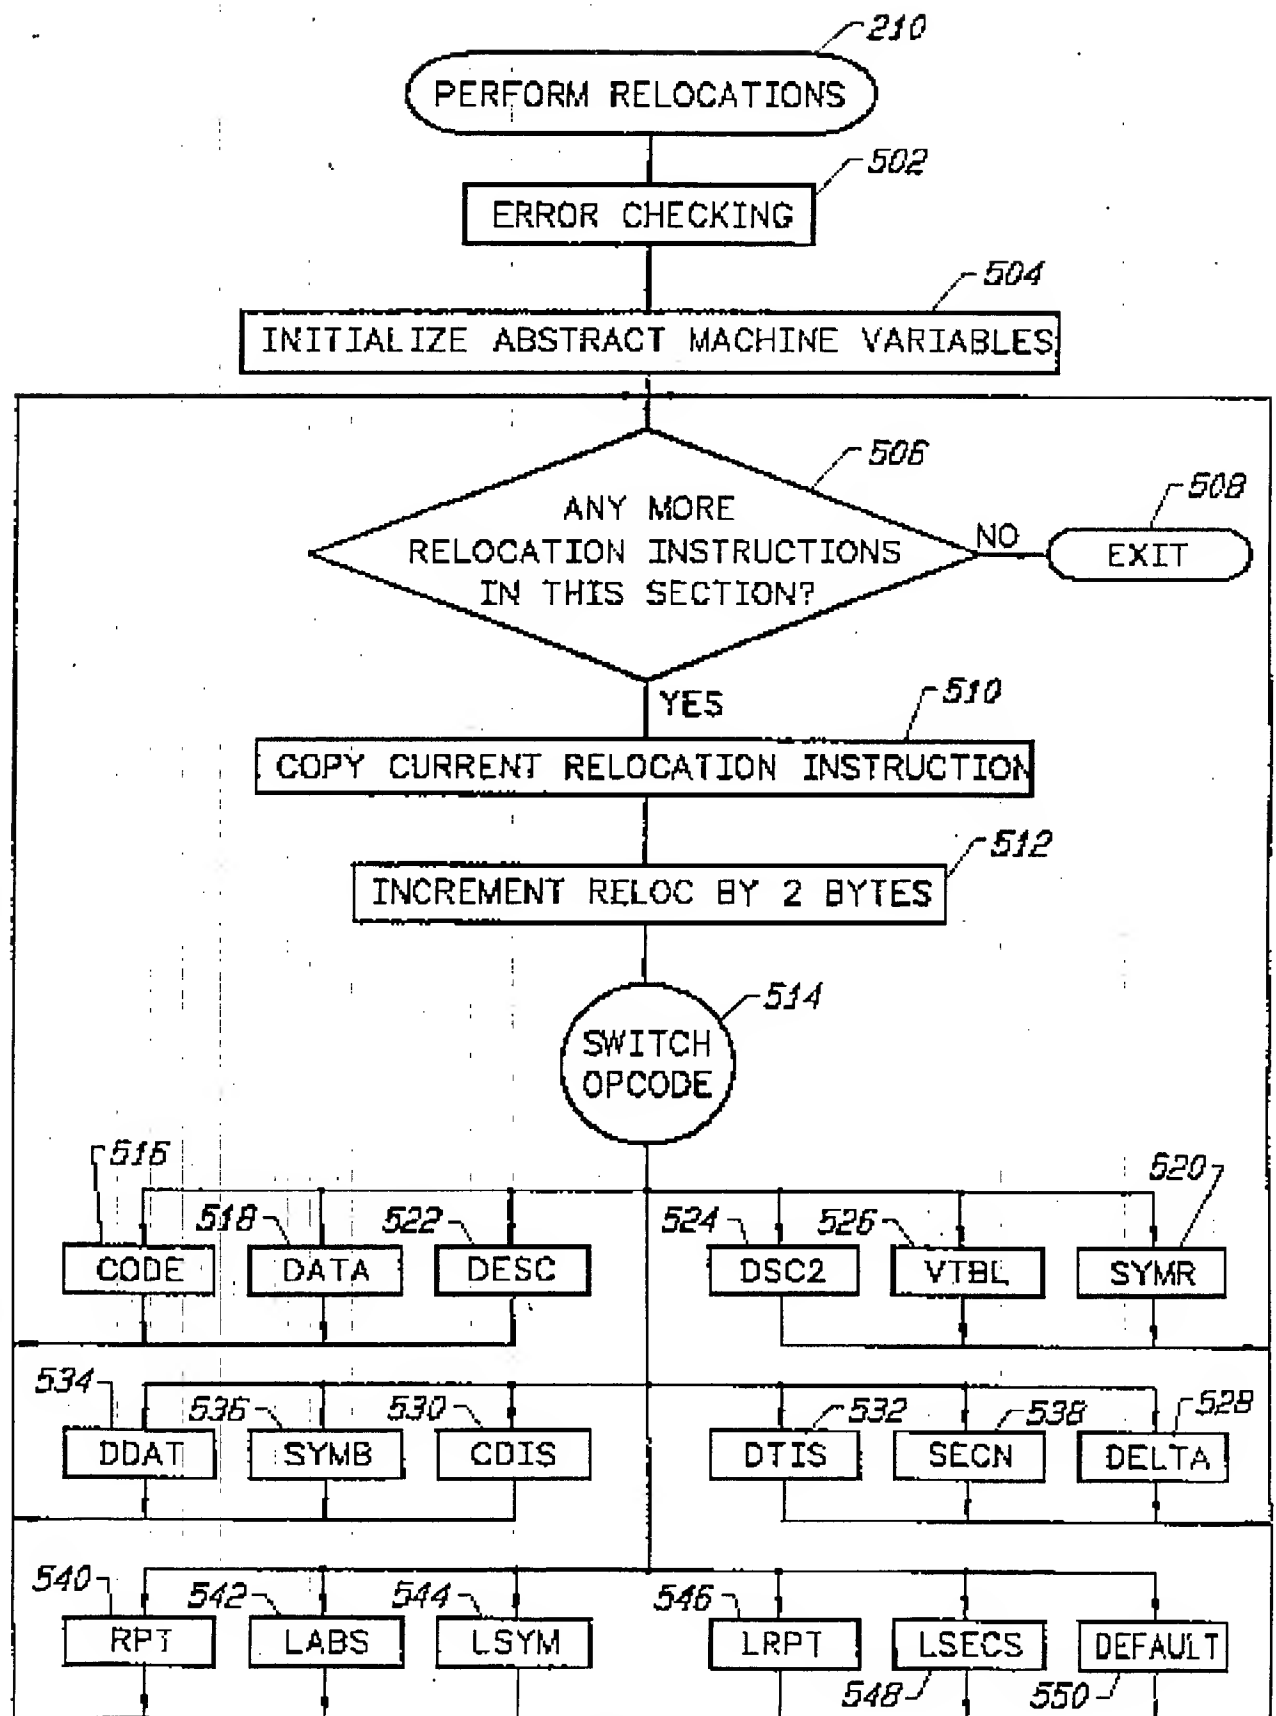 210
PERFORM RELOCATIONS
502
ERROR CHECKING
504
INITIALIZE ABSTRACT MACHINE VARIABLES
506
ANY MORE
RELOCATION INSTRUCTIONS
IN THIS SECTION?
NO
508
EXIT
YES
510
COPY CURRENT RELOCATION INSTRUCTION
512
INCREMENT RELOC BY 2 BYTES
514
SWITCH
OPCODE
516 518 522 524 526 520
CODE DATA DESC DSC2 VTBL SYMR
534 536 530 532 538 528
DDAT SYMB CDIS DTIS SECN DELTA
540 542 544 546
RPT LABS LSYM LRPT LSECS DEFAULT
548 550